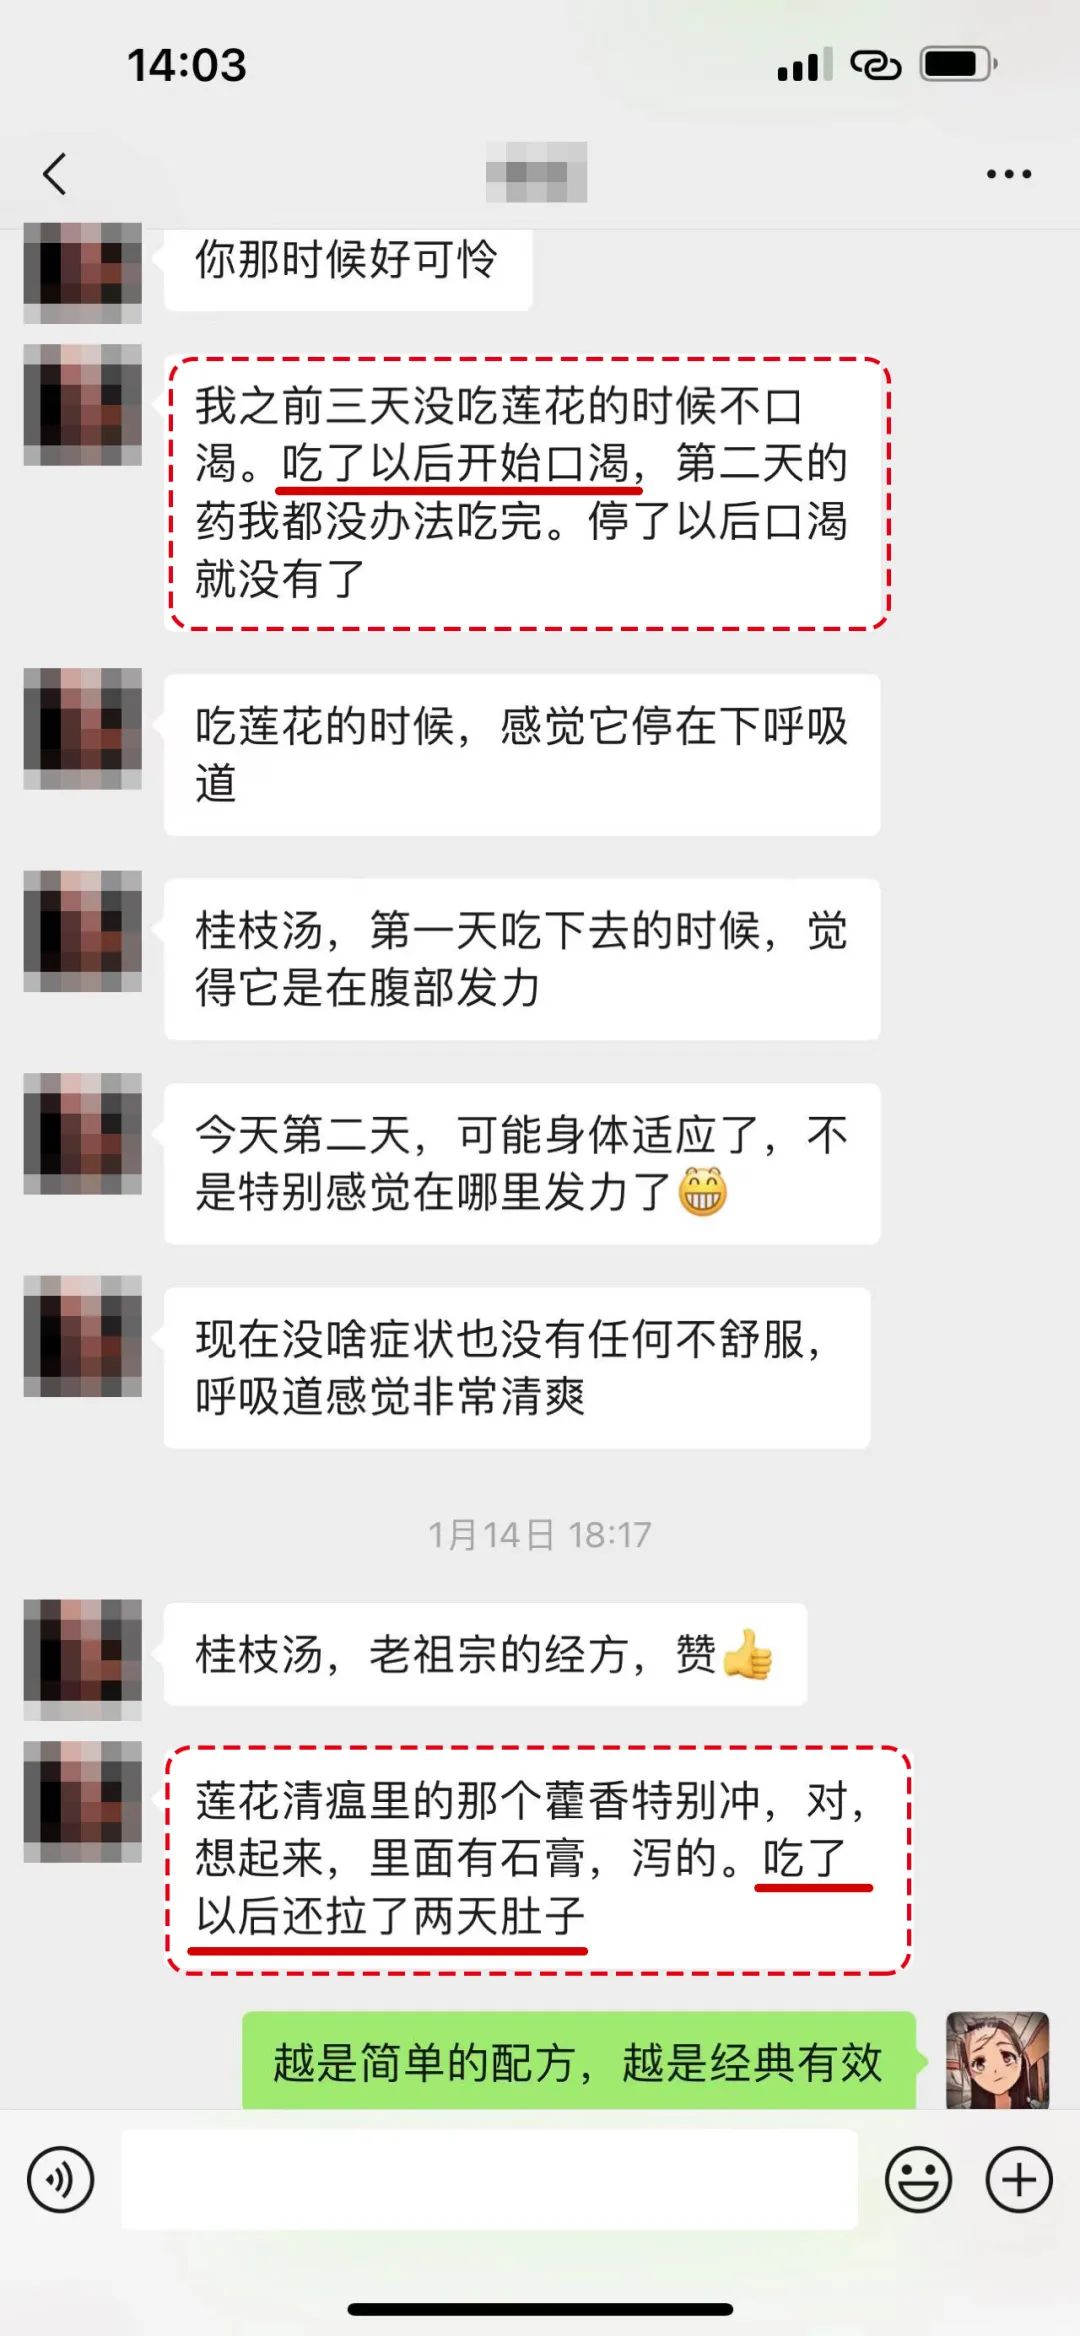 14:03
你那时候好可怜
我之前三天没吃莲花的时候不口
渴。吃了以后开始口渴，第二天的
药我都没办法吃完。停了以后口渴
就没有了
吃莲花的时候，感觉它停在下呼吸
道
桂枝汤，第一天吃下去的时候，觉
得它是在腹部发力
今天第二天，可能身体适应了，不
是特别感觉在哪里发力了😁
现在没啥症状也没有任何不舒服，
呼吸道感觉非常清爽
1月14日 18:17
桂枝汤，老祖宗的经方，赞👍
莲花清瘟里的那个藿香特别冲，对，
想起来，里面有石膏，泻的。吃了
以后还拉了两天肚子
越是简单的配方，越是经典有效